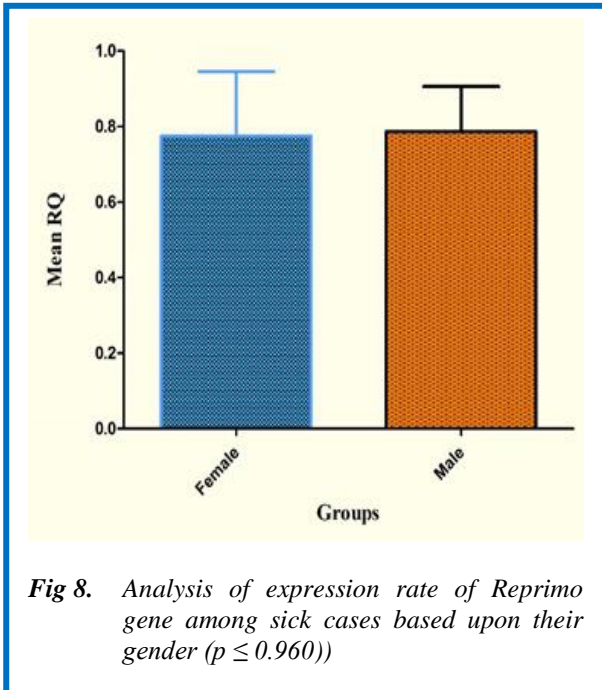 1.0
0.8
0.6
0.4
0.2
0.0
Mean RQ
Female
Male
Groups
Fig 8. Analysis of expression rate of Reprimo
gene among sick cases based upon their
gender (p ≤ 0.960))